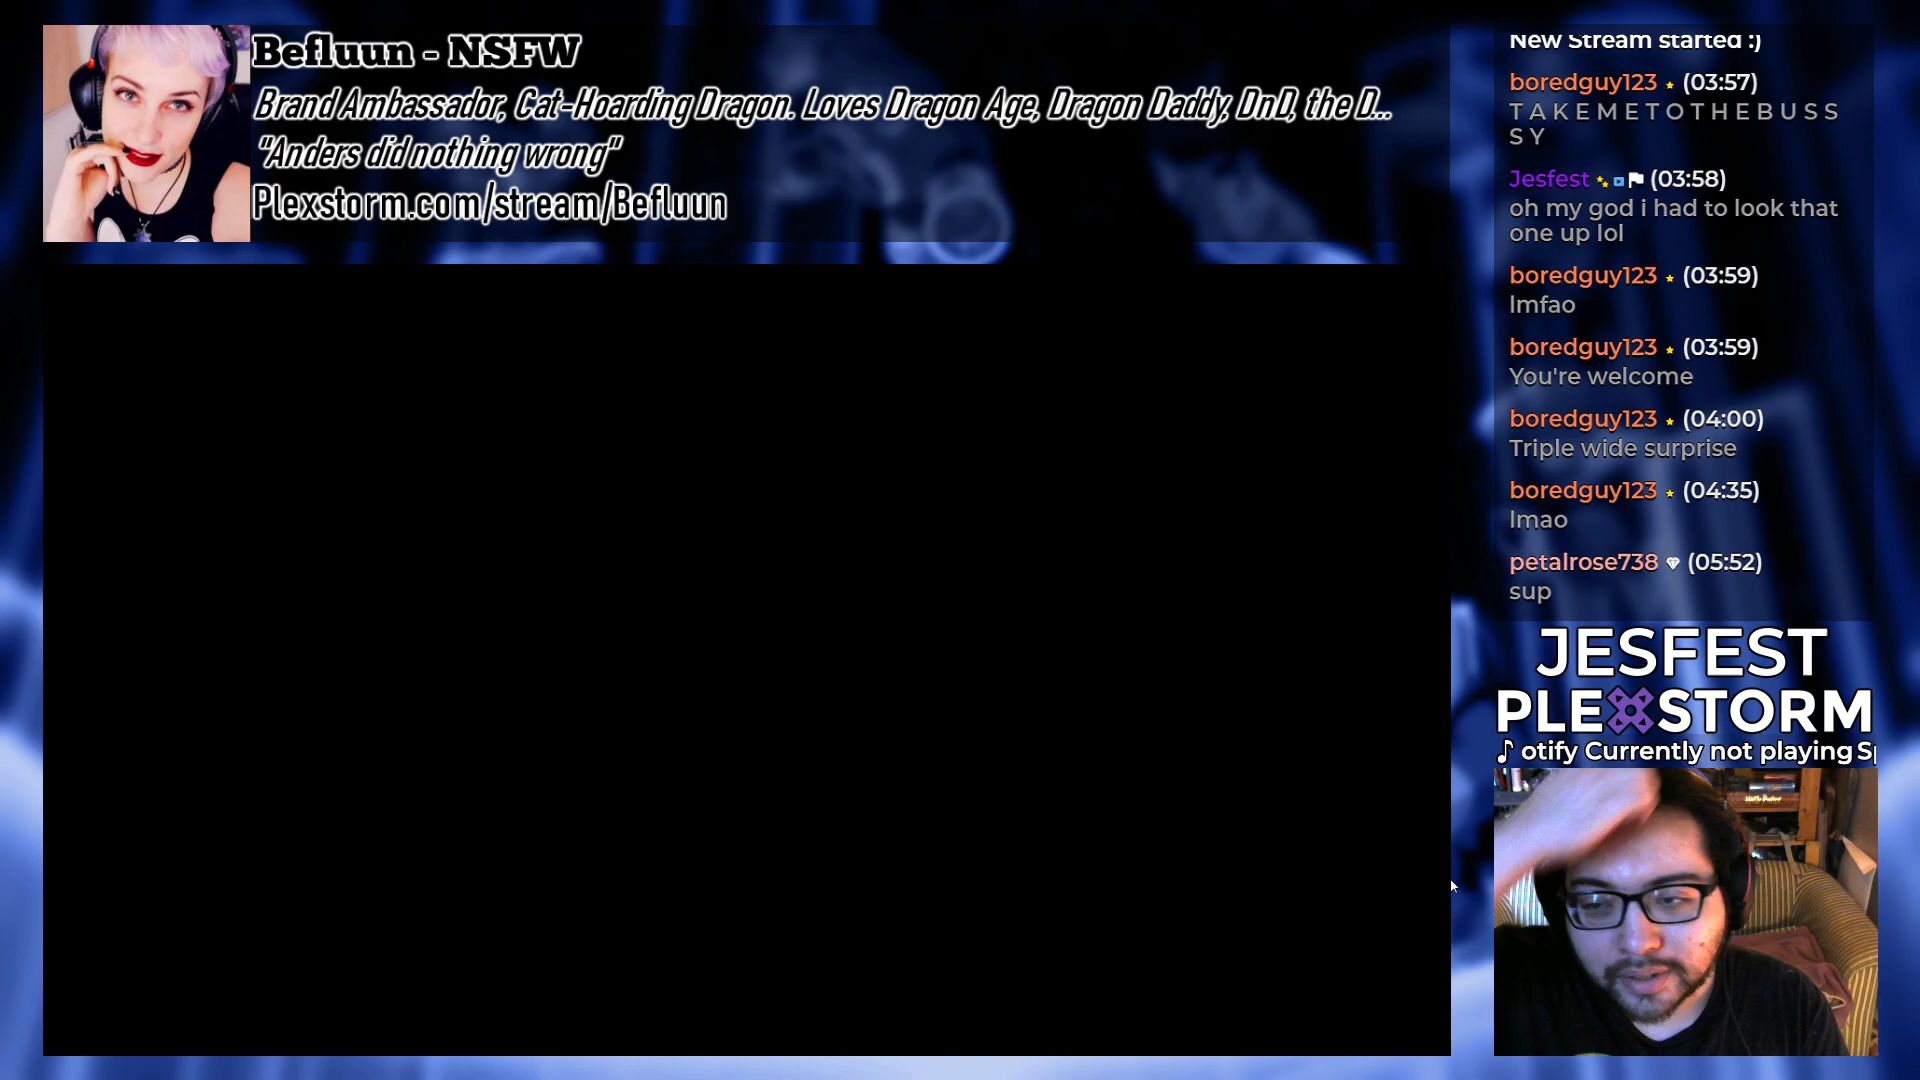 Befluun - NSFW
Brand Ambassador, Cat-Hoarding Dragon. Loves Dragon Age, Dragon Daddy, DnD, the D...
"Anders did nothing wrong"
Plexstorm.com/stream/Befluun
New Stream started :)
boredguy123 (03:57)
T A K E M E T O T H E B U S S
S Y
Jesfest (03:58)
oh my god i had to look that
one up lol
boredguy123 (03:59)
lmfao
boredguy123 (03:59)
You're welcome
boredguy123 (04:00)
Triple wide surprise
boredguy123 (04:35)
lmao
petalrose738 (05:52)
sup
JESFEST
PLEXSTORM
otify Currently not playing Sp
Harry Potter